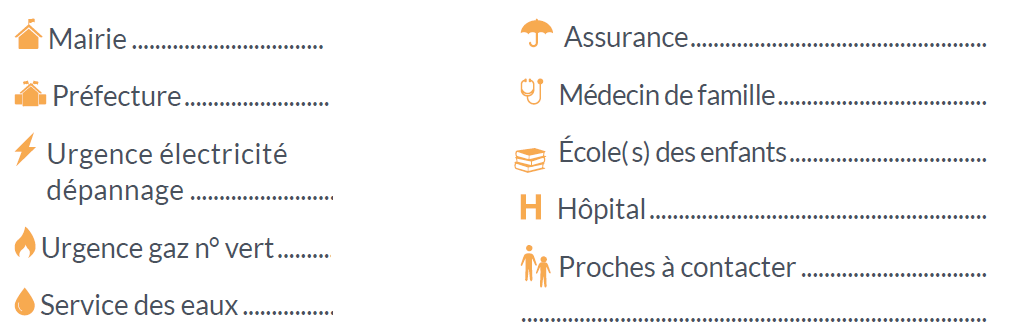 Mairie .................................
Préfecture.........................
Urgence électricité
dépannage .........................
Urgence gaz n° vert.........
Service des eaux ................
Assurance...................................................
Médecin de famille....................................
École(s) des enfants..................................
H Hôpital..........................................................
Proches à contacter ................................
................................................................................